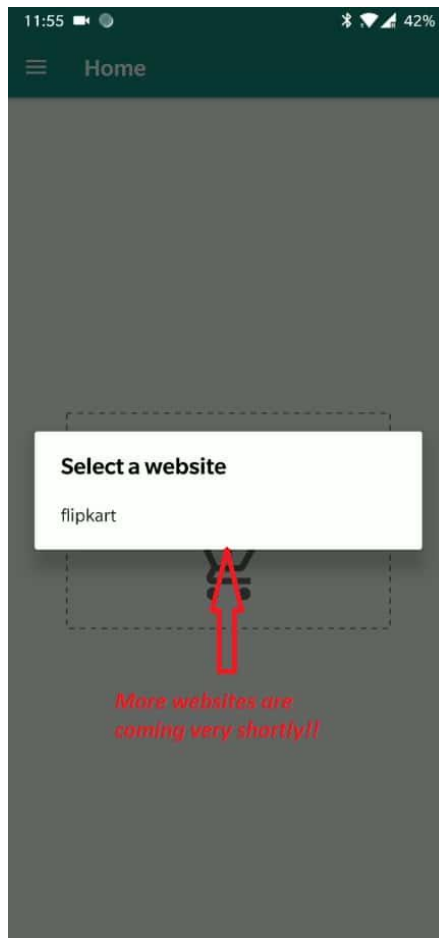 11:55
42%
Home
Select a website
flipkart
More websites are
coming very shortly!!